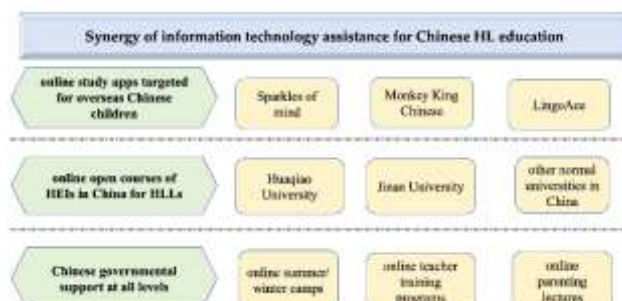 Synergy of information technology assistance for Chinese HL education
online study apps targeted
for overseas Chinese
children
Sparkles of
mind
Monkey King
Chinese
LingoAce
online open courses of
HEIs in China for HLLs
Huaqiao
University
Jinan University
other normal
universities in
China
Chinese governmental
support at all levels
online summer/
winter camps
online teacher
training
programs
online
parenting
lectures